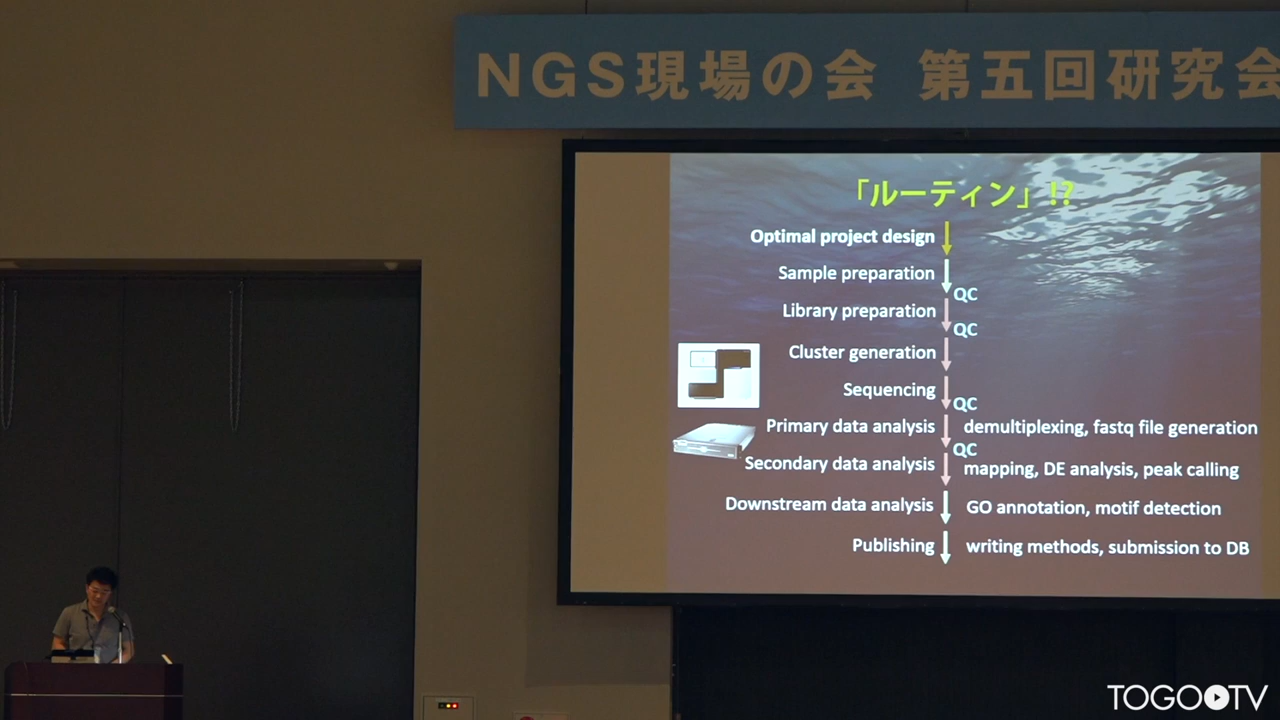 NGS現場の会 第五回研究会
「ルーティン」!?
Optimal project design
Sample preparation
QC
Library preparation
QC
Cluster generation
Sequencing
QC
Primary data analysis demultiplexing, fastq file generation
QC
Secondary data analysis mapping, DE analysis, peak calling
Downstream data analysis GO annotation, motif detection
Publishing writing methods, submission to DB
TOGO TV